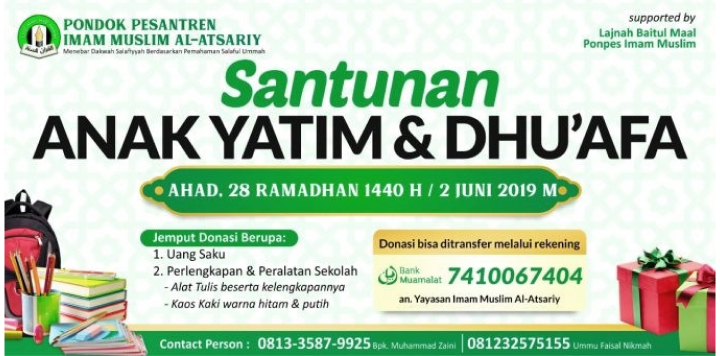 PONDOK PESANTREN
IMAM MUSLIM AL-ATSARIY
Menebar Dakwah Salafiyyah Berdasarkan Pemahaman Salaful Ummah
supported by
Lajnah Baitul Maal
Ponpes Imam Muslim
Santunan
ANAK YATIM & DHU'AFA
AHAD, 28 RAMADHAN 1440 H / 2 JUNI 2019 M
Jemput Donasi Berupa:
1. Uang Saku
2. Perlengkapan & Peralatan Sekolah
- Alat Tulis beserta kelengkapannya
- Kaos Kaki warna hitam & putih
Donasi bisa ditransfer melalui rekening
Bank Muamalat 7410067404
an. Yayasan Imam Muslim Al-Atsariy
Contact Person : 0813-3587-9925 Bpk. Muhammad Zaini | 081232575155 Ummu Faisal Nikmah